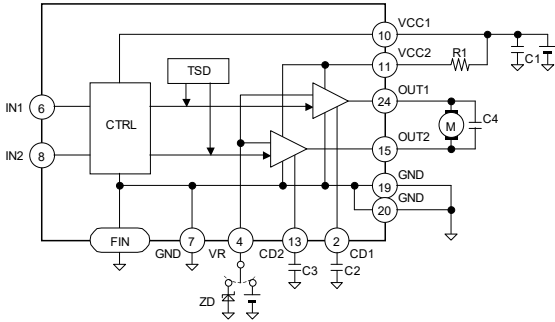 VCC1
10
C1
VCC2
11
R1
TSD
OUT1
24
IN1
6
CTRL
M
C4
OUT2
IN2
8
15
GND
19
GND
20
FIN
GND
7
VR
4
CD2
13
2
CD1
C3
C2
ZD